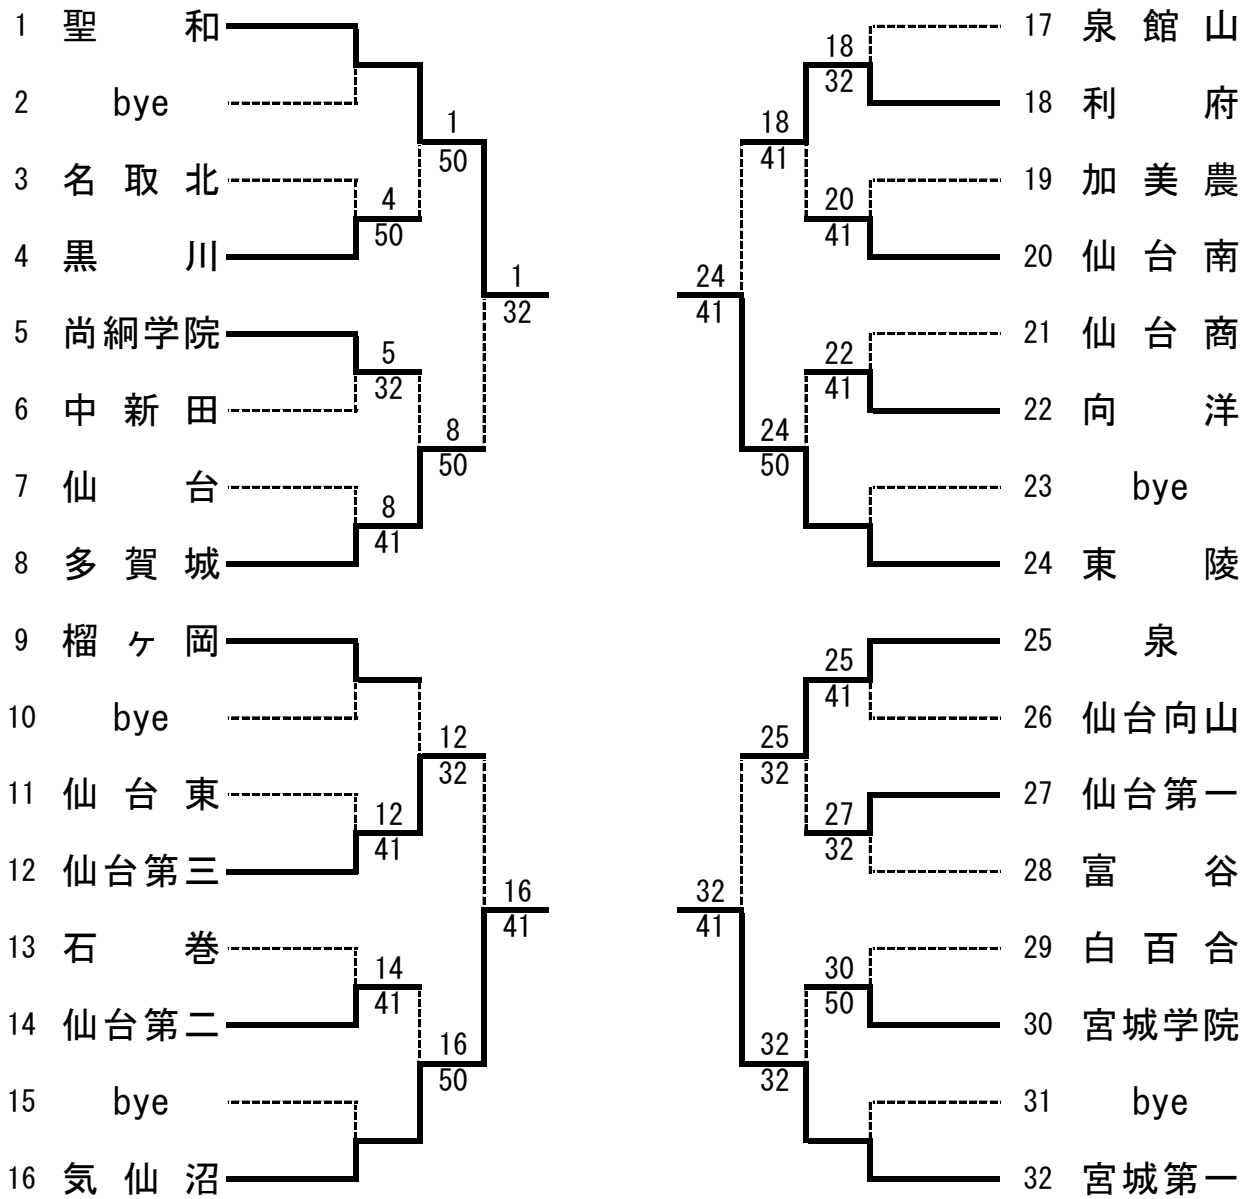 1 聖 和
2 bye
3 名 取 北
4 黒 川
5 尚絅学院
6 中 新 田
7 仙 台
8 多 賀 城
9 榴 ヶ 岡
10 bye
11 仙 台 東
12 仙台第三
13 石 巻
14 仙台第二
15 bye
16 気 仙 沼
4
50
5
32
8
41
12
41
14
41
1
50
8
50
12
32
16
50
1
32
16
41
24
41
32
41
18
41
24
50
25
32
32
32
18
32
20
41
22
41
25
41
27
32
30
50
17 泉 館 山
18 利 府
19 加 美 農
20 仙 台 南
21 仙 台 商
22 向 洋
23 bye
24 東 陵
25 泉
26 仙台向山
27 仙台第一
28 富 谷
29 白 百 合
30 宮城学院
31 bye
32 宮城第一